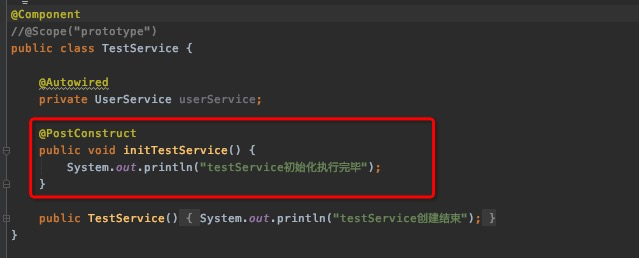 @Component
//@Scope("prototype")
public class TestService {
@Autowired
private UserService userService;
@PostConstruct
public void initTestService() {
System.out.println("testService初始化执行完毕");
}
public TestService() { System.out.println("testService创建结束"); }
}